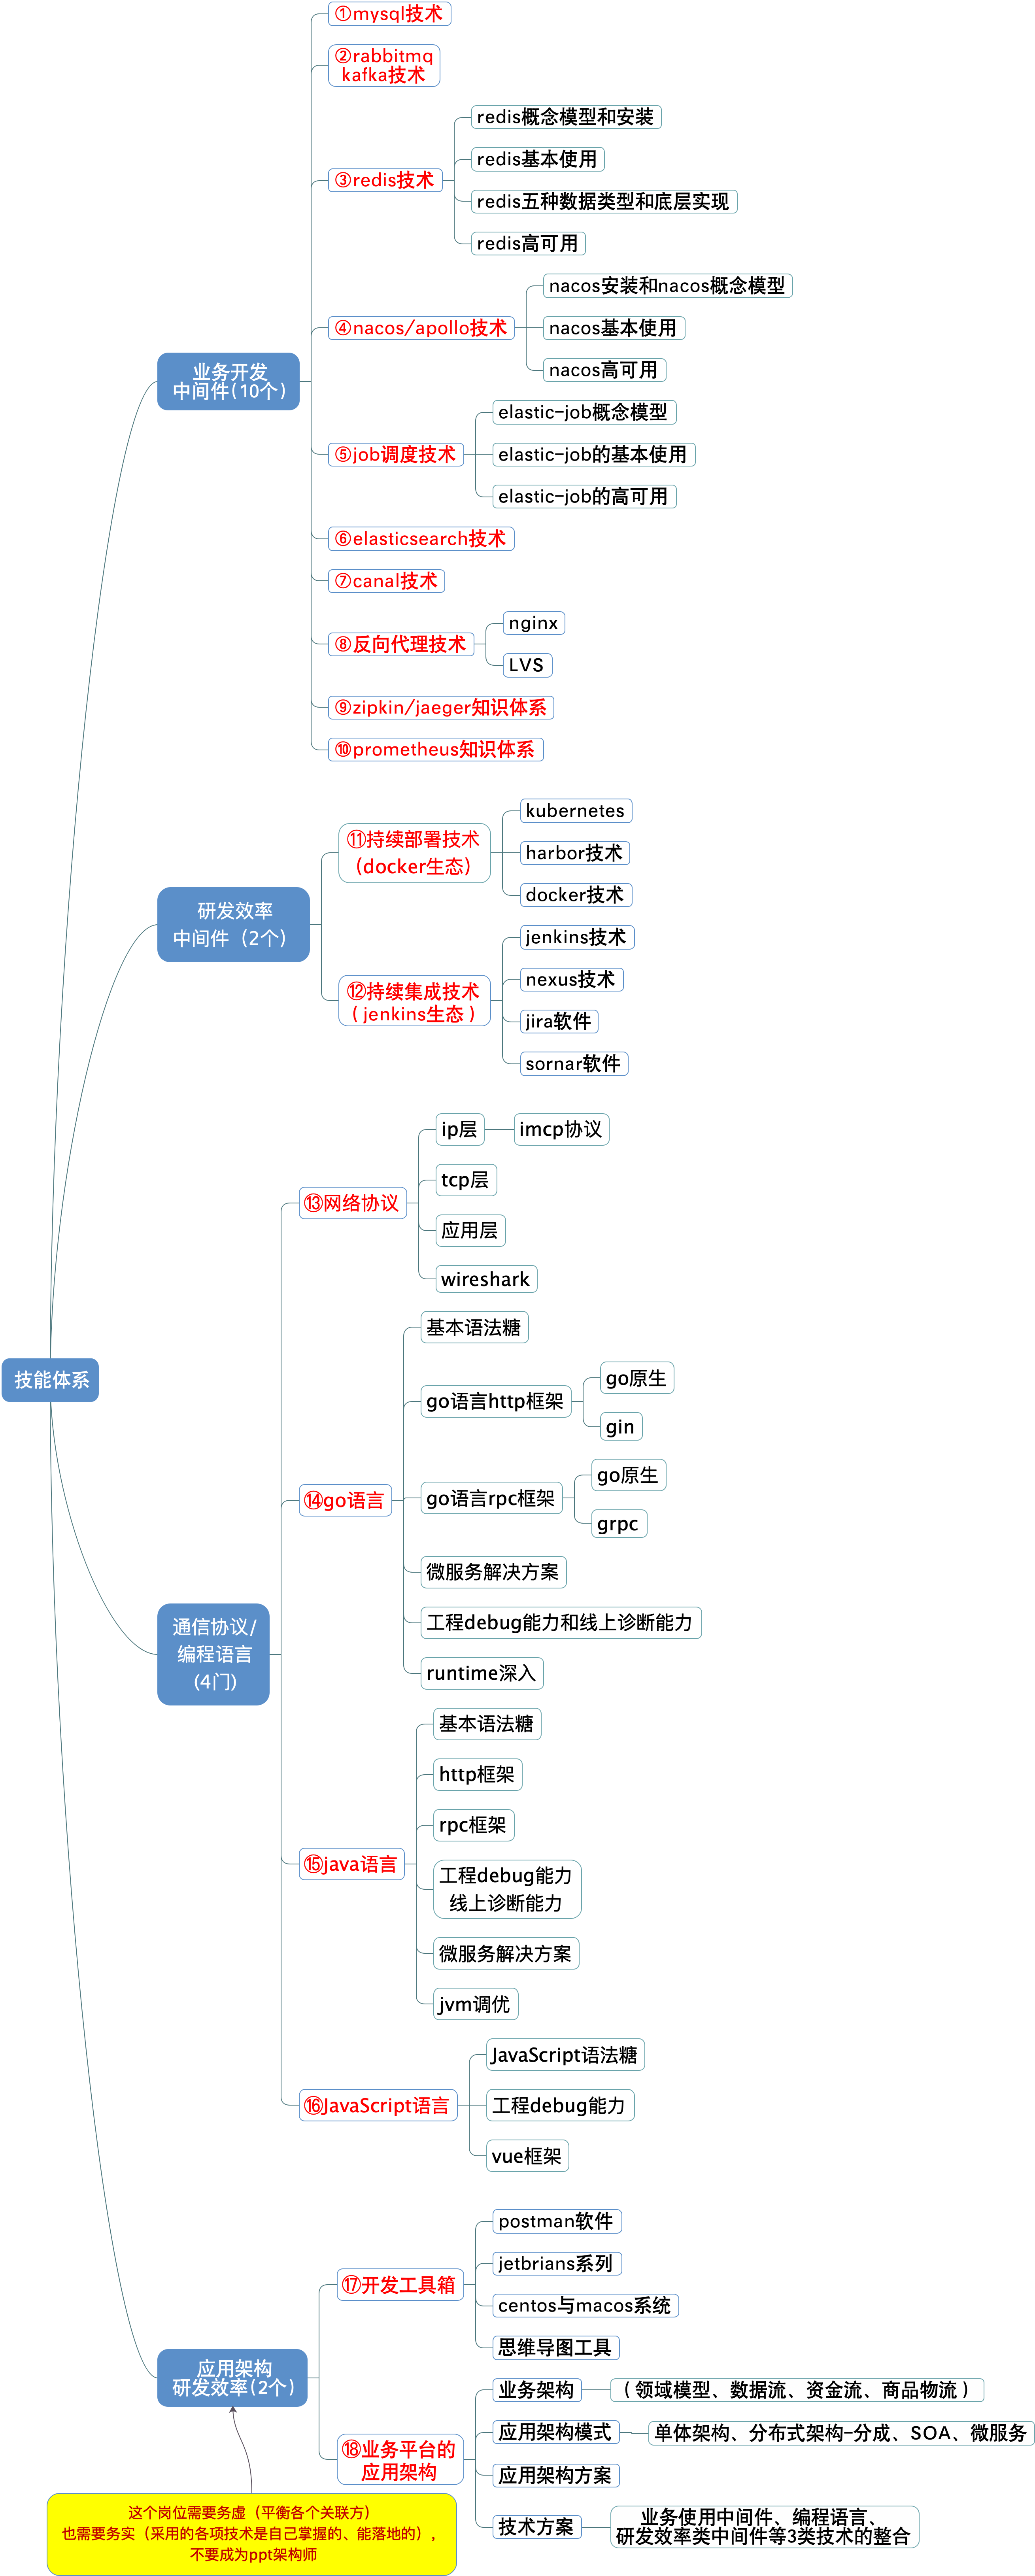 ①mysql技术
②rabbitmq
kafka技术
③redis技术
redis概念模型和安装
redis基本使用
redis五种数据类型和底层实现
redis高可用
④nacos/apollo技术
nacos安装和nacos概念模型
nacos基本使用
nacos高可用
业务开发
中间件(10个)
⑤job调度技术
elastic-job概念模型
elastic-job的基本使用
elastic-job的高可用
⑥elasticsearch技术
⑦canal技术
⑧反向代理技术
nginx
LVS
⑨zipkin/jaeger知识体系
⑩prometheus知识体系
研发效率
中间件（2个）
⑪持续部署技术
（docker生态）
kubernetes
harbor技术
docker技术
⑫持续集成技术
（jenkins生态）
jenkins技术
nexus技术
jira软件
sornar软件
技能体系
通信协议/
编程语言
(4门)
⑬网络协议
ip层
imcp协议
tcp层
应用层
wireshark
⑭go语言
基本语法糖
go语言http框架
go原生
gin
go语言rpc框架
go原生
grpc
微服务解决方案
工程debug能力和线上诊断能力
runtime深入
⑮java语言
基本语法糖
http框架
rpc框架
工程debug能力
线上诊断能力
微服务解决方案
jvm调优
⑯JavaScript语言
JavaScript语法糖
工程debug能力
vue框架
应用架构
研发效率(2个)
⑰开发工具箱
postman软件
jetbrians系列
centos与macos系统
思维导图工具
⑱业务平台的
应用架构
业务架构
（领域模型、数据流、资金流、商品物流）
应用架构模式
单体架构、分布式架构-分成、SOA、微服务
应用架构方案
技术方案
业务使用中间件、编程语言、
研发效率类中间件等3类技术的整合
这个岗位需要务虚（平衡各个关联方）
也需要务实（采用的各项技术是自己掌握的、能落地的），
不要成为ppt架构师